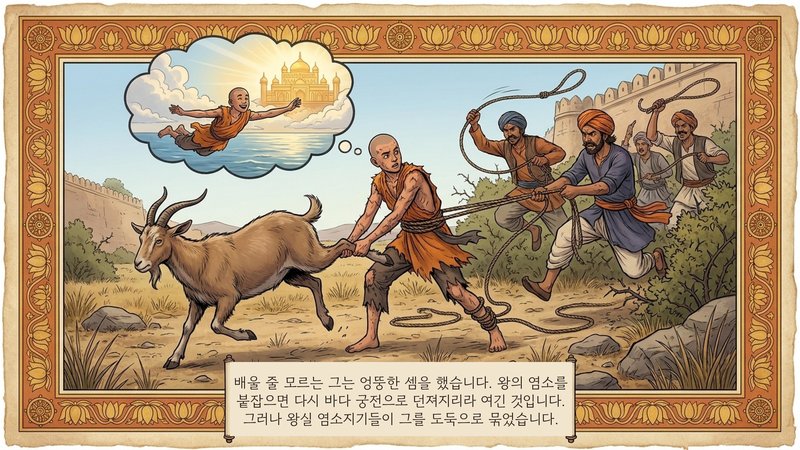 배울 줄 모르는 그는 엉뚱한 셈을 했습니다. 왕의 염소를
붙잡으면 다시 바다 궁전으로 던져지리라 여긴 것입니다.
그러나 왕실 염소지기들이 그를 도둑으로 묶었습니다.